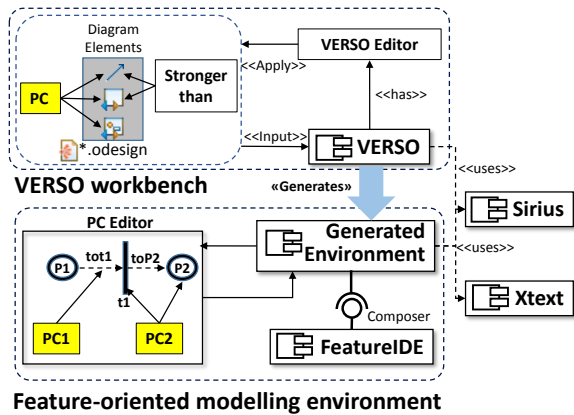 Diagram
Elements
PC
Stronger
than
*.odesign
VERSO Editor
<<Apply>>
<<has>>
<<Input>>
VERSO
VERSO workbench
«Generates»
<<uses>>
Sirius
PC Editor
P1
tot1
toP2
P2
t1
PC1
PC2
Generated
Environment
<<uses>>
Xtext
Composer
FeatureIDE
Feature-oriented modelling environment